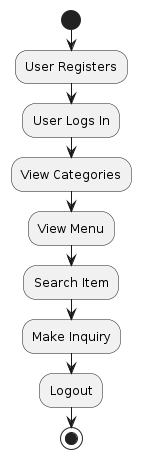 User Registers
User Logs In
View Categories
View Menu
Search Item
Make Inquiry
Logout